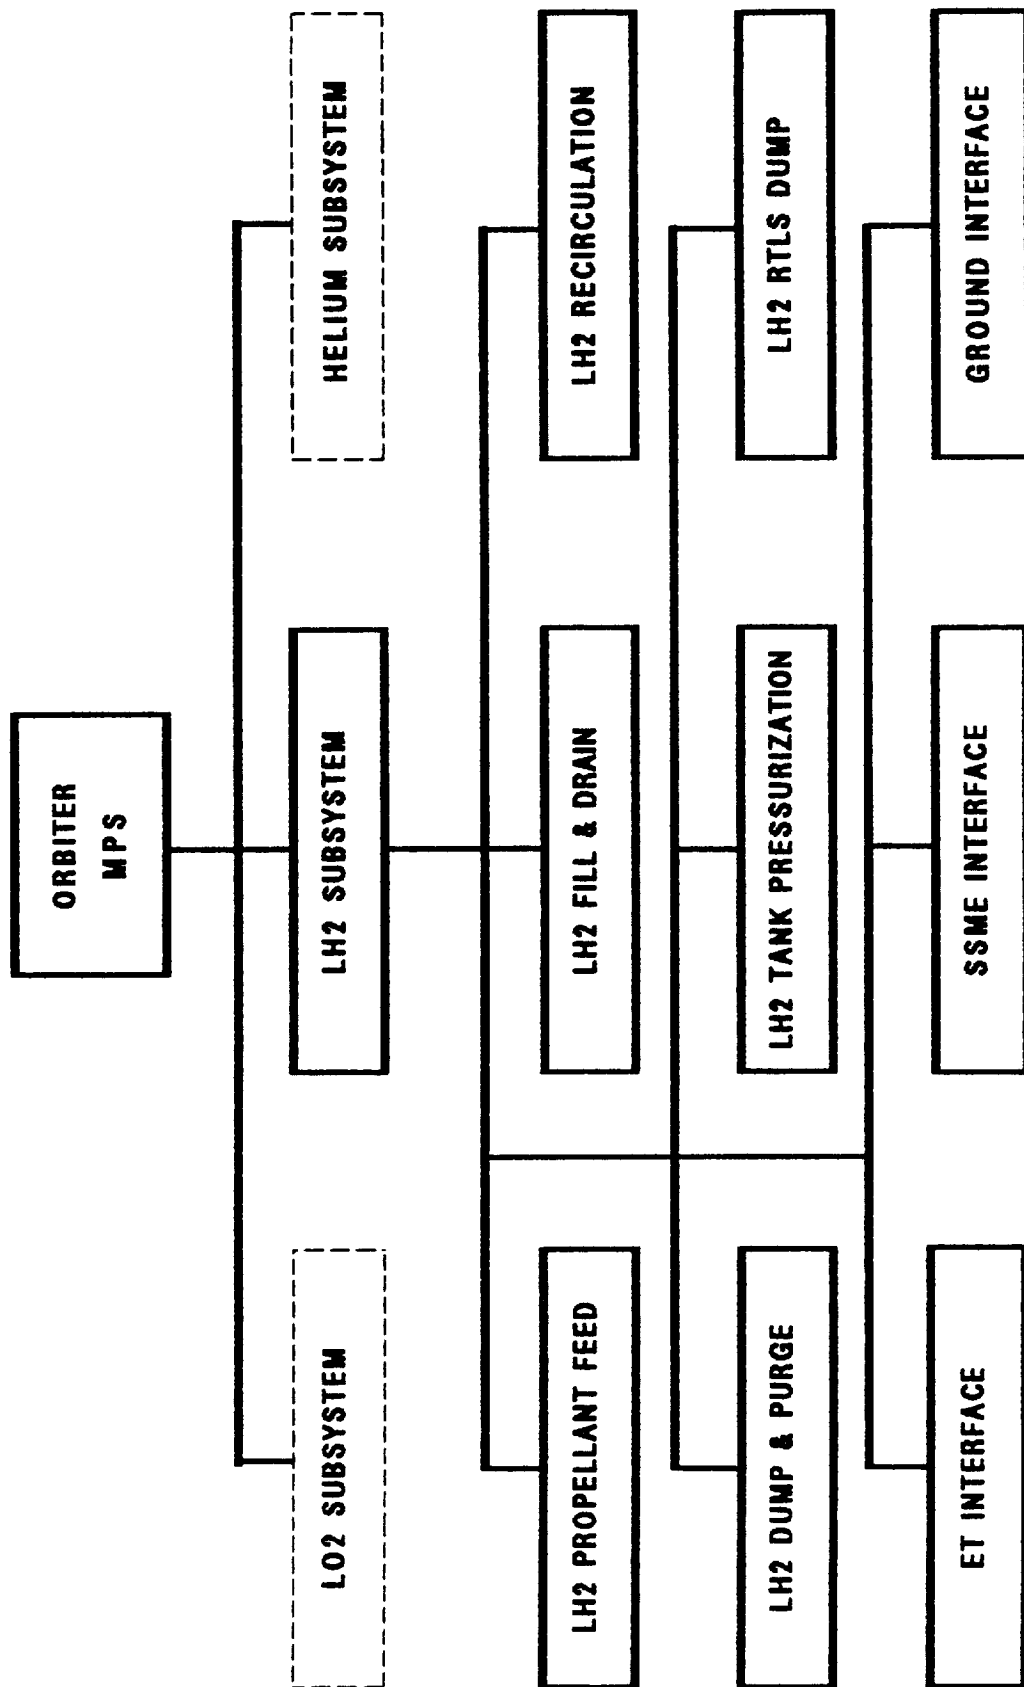 ORBITER
MPS
LO2 SUBSYSTEM
LH2 SUBSYSTEM
HELIUM SUBSYSTEM
LH2 PROPELLANT FEED
LH2 FILL & DRAIN
LH2 RECIRCULATION
LH2 DUMP & PURGE
LH2 TANK PRESSURIZATION
LH2 RTLS DUMP
ET INTERFACE
SSME INTERFACE
GROUND INTERFACE